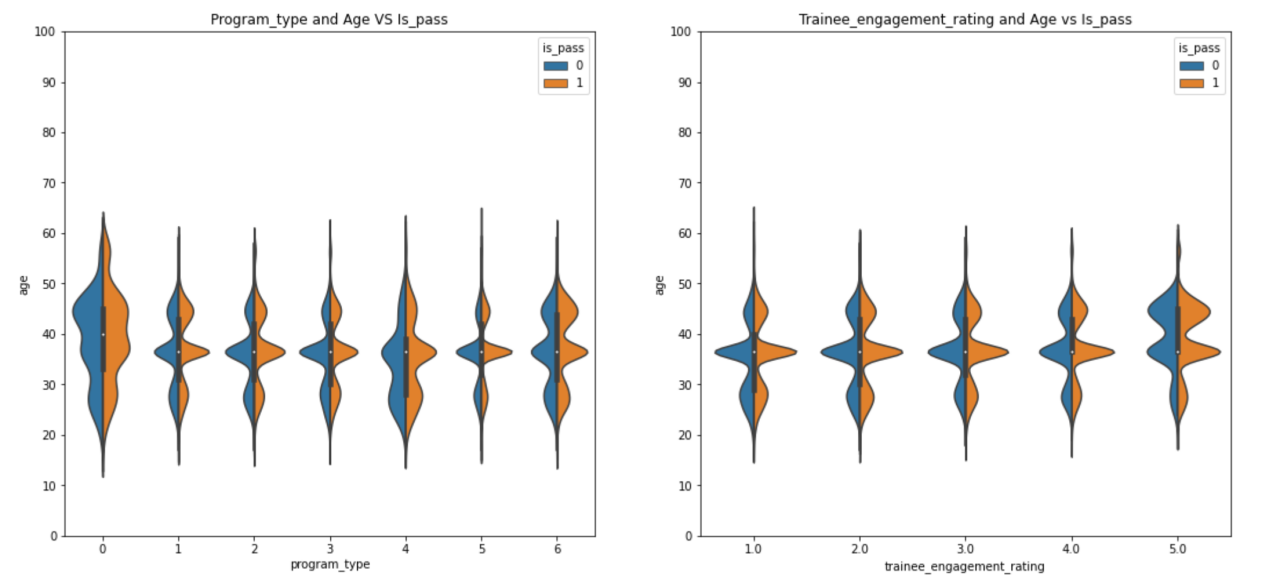 Program_type and Age VS Is_pass
is_pass
0
1
100
90
80
70
60
50
40
30
20
10
0
age
0 1 2 3 4 5 6
program_type
Trainee_engagement_rating and Age vs Is_pass
is_pass
0
1
100
90
80
70
60
50
40
30
20
10
0
age
1.0 2.0 3.0 4.0 5.0
trainee_engagement_rating